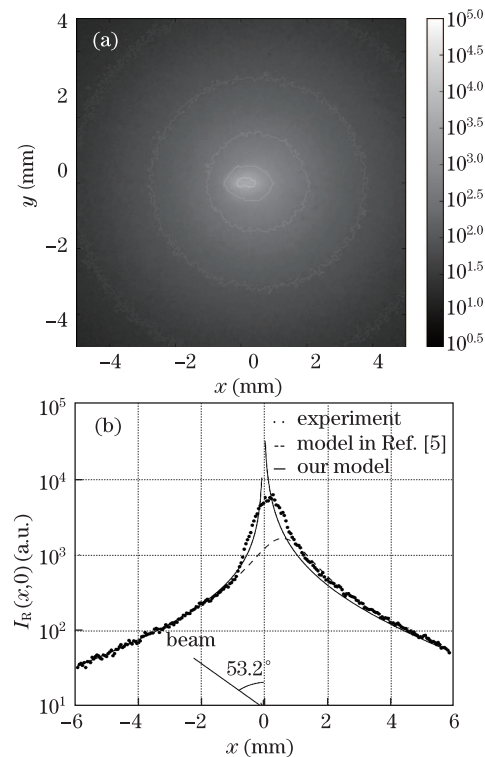 (a)
4
2
0
−2
−4
y (mm)
−4 −2 0 2 4
x (mm)
10^5.0
10^4.5
10^4.0
10^3.5
10^3.0
10^2.5
10^2.0
10^1.5
10^1.0
10^0.5
(b)
10^5
10^4
10^3
10^2
10^1
I_R(x,0) (a.u.)
·· experiment
-- model in Ref. [5]
— our model
beam
53.2°
−6 −4 −2 0 2 4 6
x (mm)